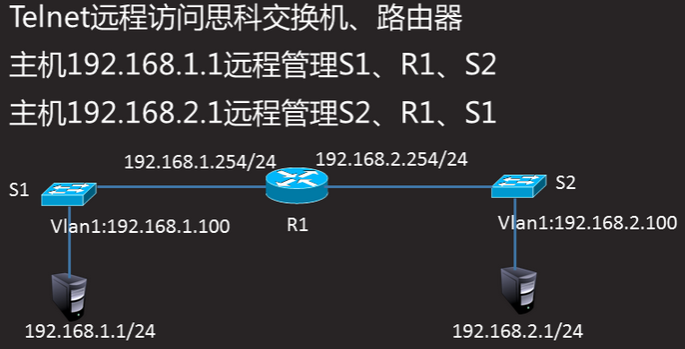 Telnet远程访问思科交换机、路由器
主机192.168.1.1远程管理S1、R1、S2
主机192.168.2.1远程管理S2、R1、S1
192.168.1.254/24
192.168.2.254/24
S1
S2
Vlan1:192.168.1.100
R1
Vlan1:192.168.2.100
192.168.1.1/24
192.168.2.1/24